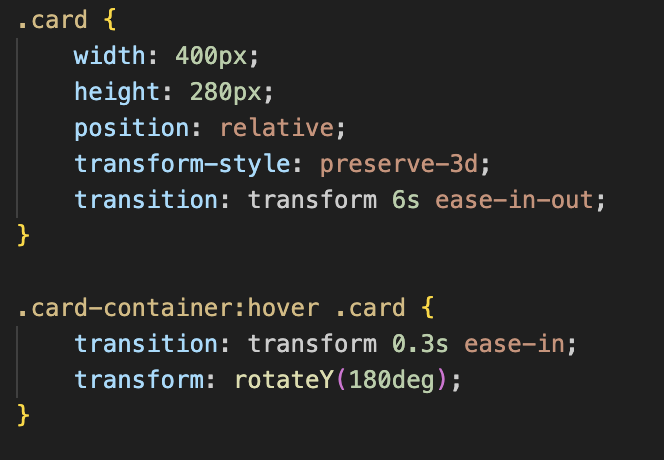 .card {
    width: 400px;
    height: 280px;
    position: relative;
    transform-style: preserve-3d;
    transition: transform 6s ease-in-out;
}

.card-container:hover .card {
    transition: transform 0.3s ease-in;
    transform: rotateY(180deg);
}